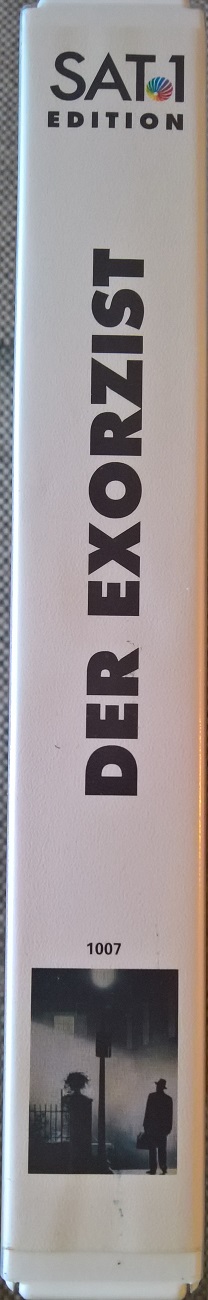 SAT.1
EDITION
DER EXORZIST
1007